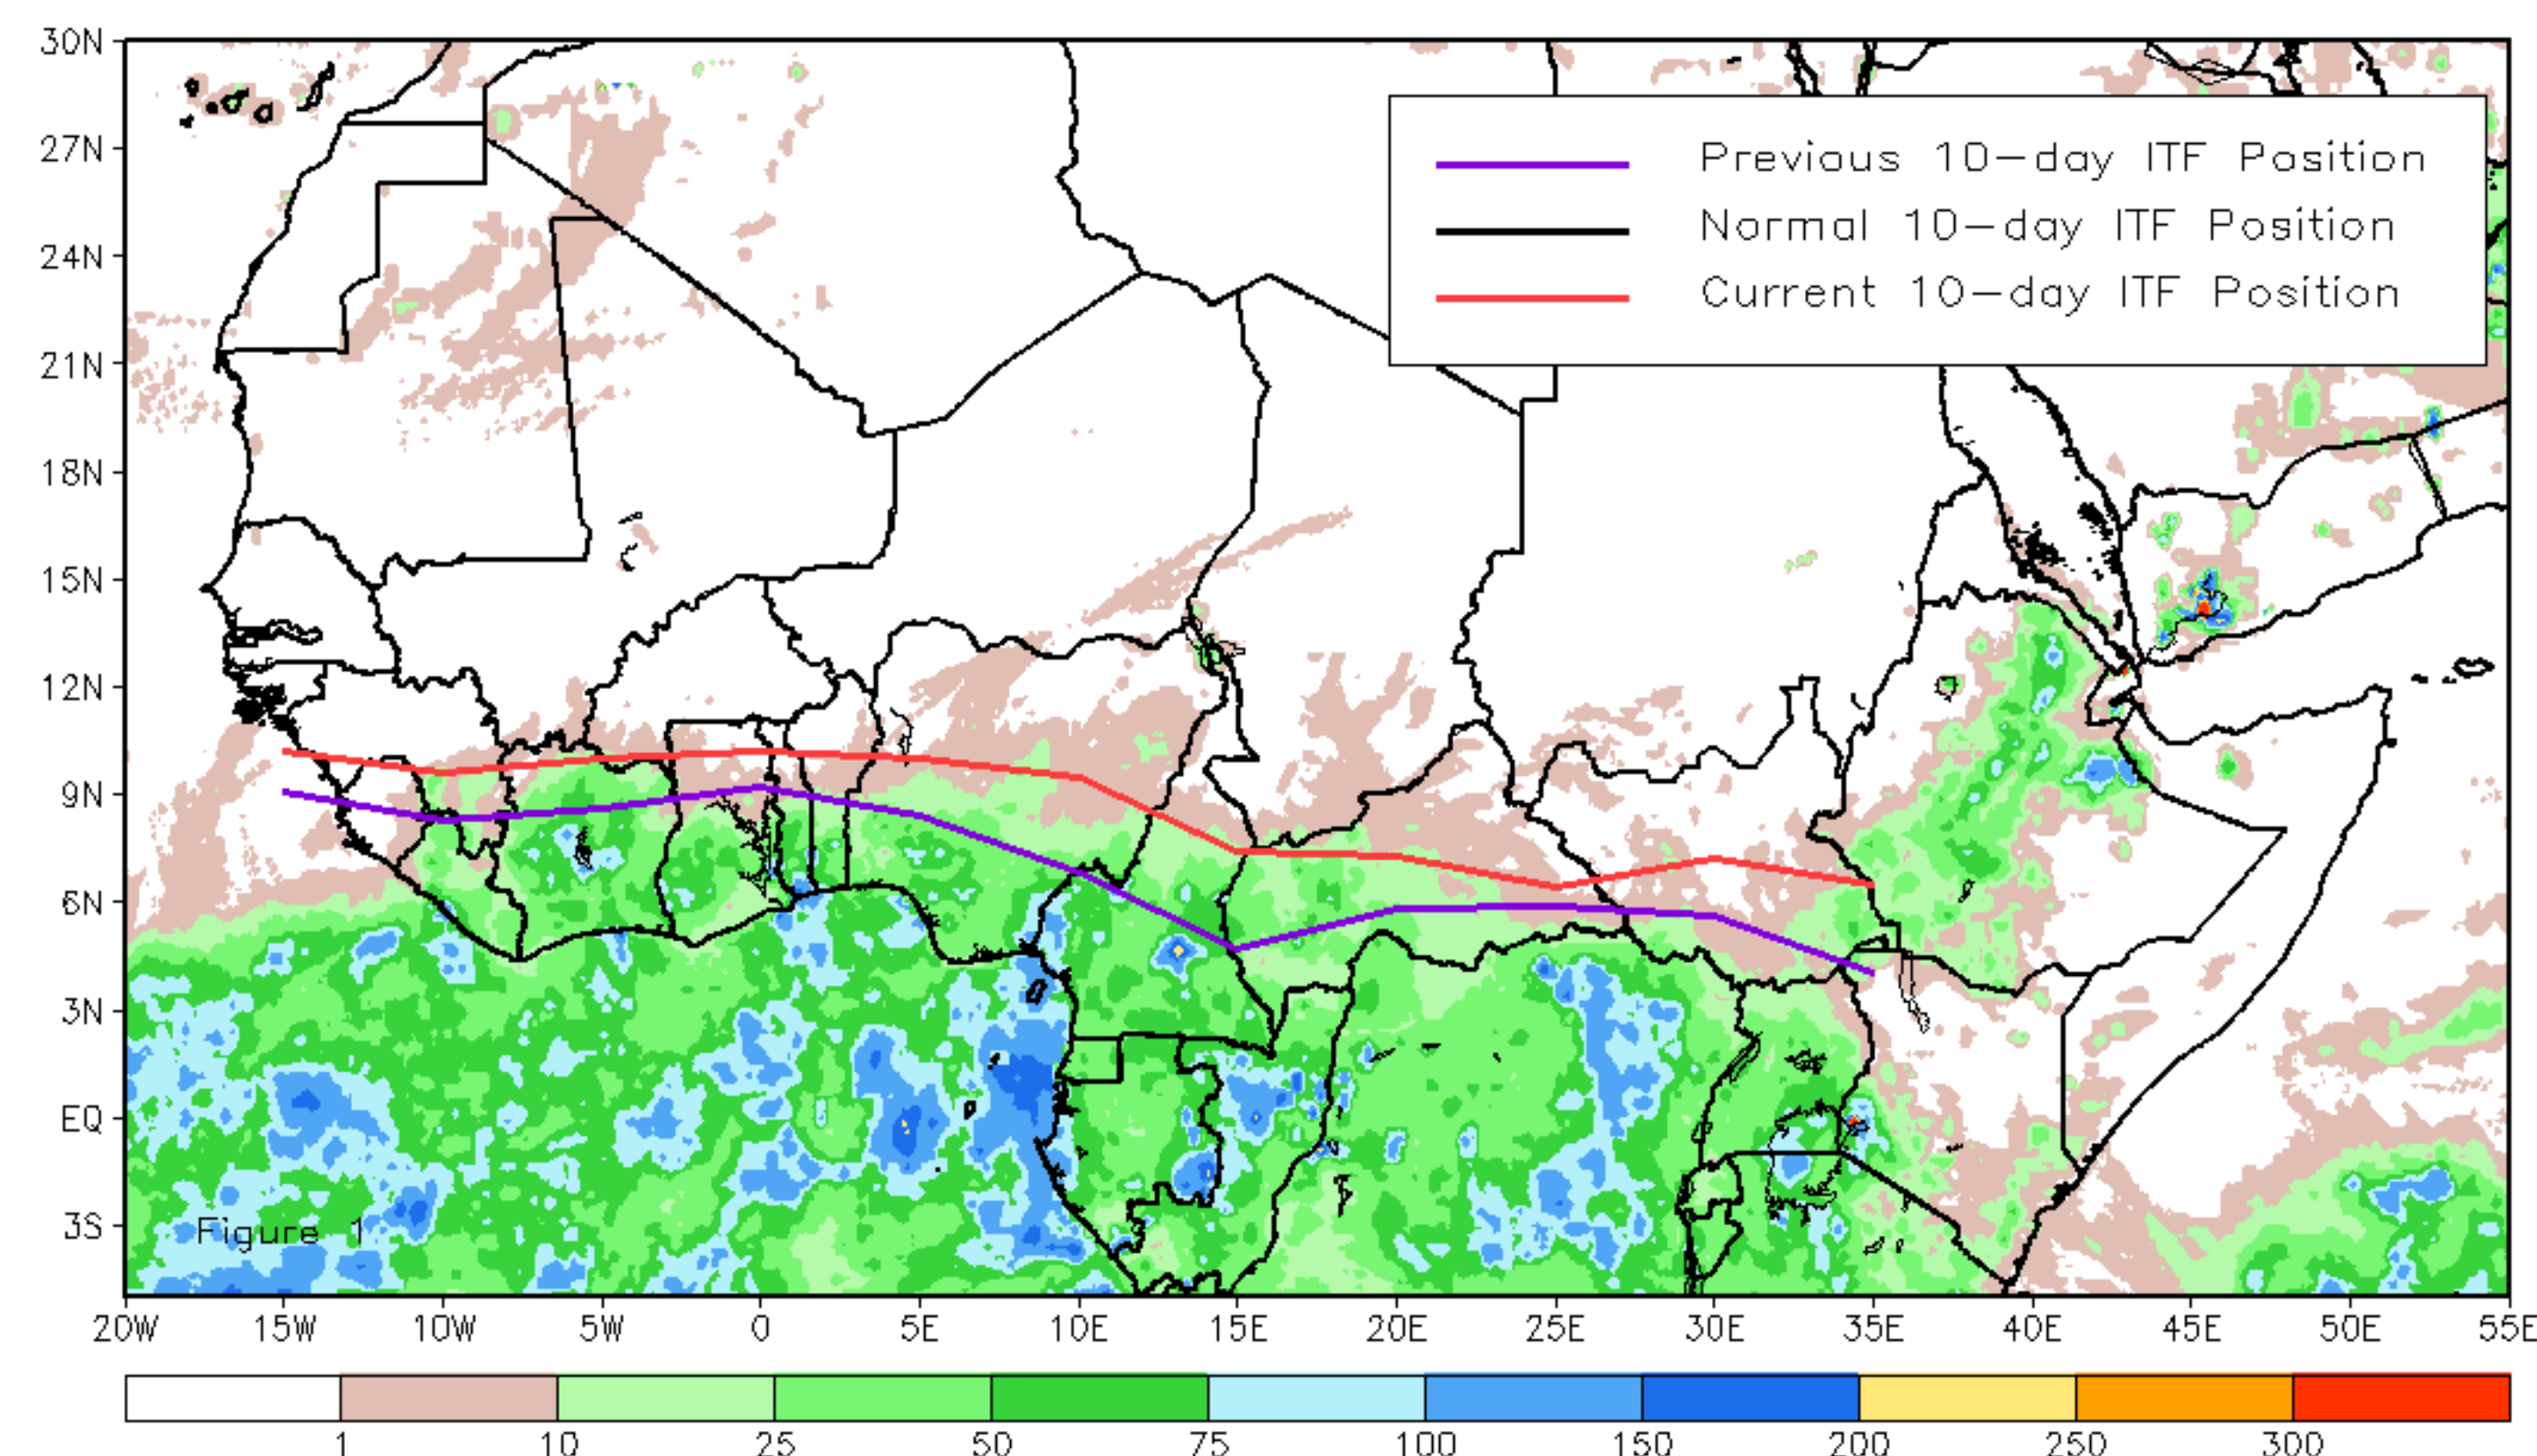 30N
27N
24N
21N
18N
15N
12N
9N
6N
3N
EQ
3S
Previous 10-day ITF Position
Normal 10-day ITF Position
Current 10-day ITF Position
Figure 1
20W 15W 10W 5W 0 5E 10E 15E 20E 25E 30E 35E 40E 45E 50E 55E
1 10 25 50 75 100 150 200 250 300